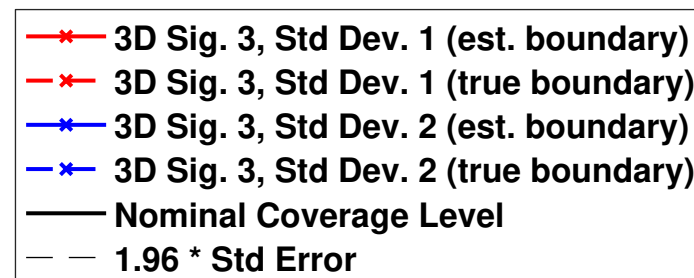 3D Sig. 3, Std Dev. 1 (est. boundary)
3D Sig. 3, Std Dev. 1 (true boundary)
3D Sig. 3, Std Dev. 2 (est. boundary)
3D Sig. 3, Std Dev. 2 (true boundary)
Nominal Coverage Level
1.96 * Std Error